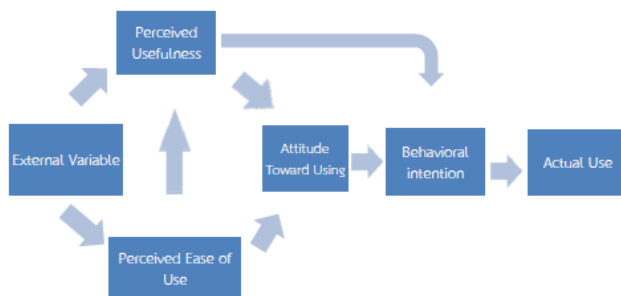 Perceived
Usefulness
External Variable
Attitude
Toward Using
Behavioral
intention
Actual Use
Perceived Ease of
Use